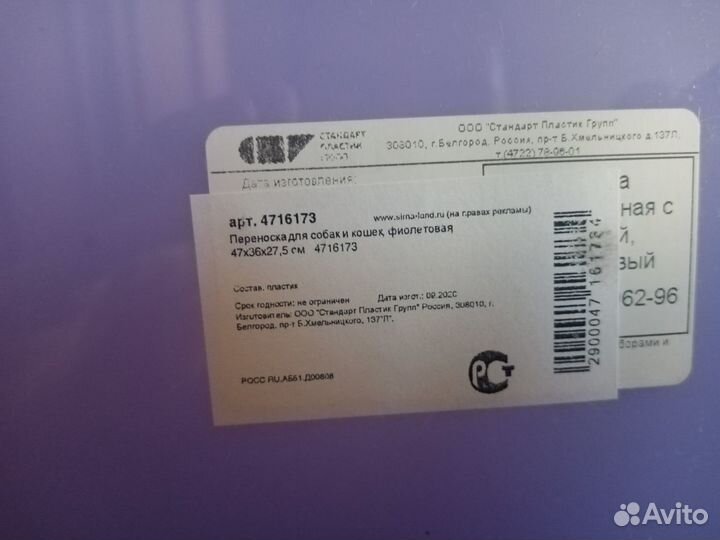 СТАНДАРТ
ПЛАСТИК
ООО "Стандарт Пластик Групп"
308010, г.Белгород, Россия, пр-т Б.Хмельницкого д.137Л,
т.(4722) 78-96-01
Дата изготовления:
а
ная с
й,
вый
062-96
борами и
арт. 4716173
www.sima-land.ru (на правах рекламы)
Переноска для собак и кошек, фиолетовая
47х36х27,5 см 4716173
Состав: пластик
Срок годности: не ограничен Дата изгот.: 09.2020
Изготовитель: ООО "Стандарт Пластик Групп" Россия, 308010, г.
Белгород, пр-т Б.Хмельницкого, 137"Л".
РОСС RU.АБ51.Д00808
РСТ
2900047161734
Avito